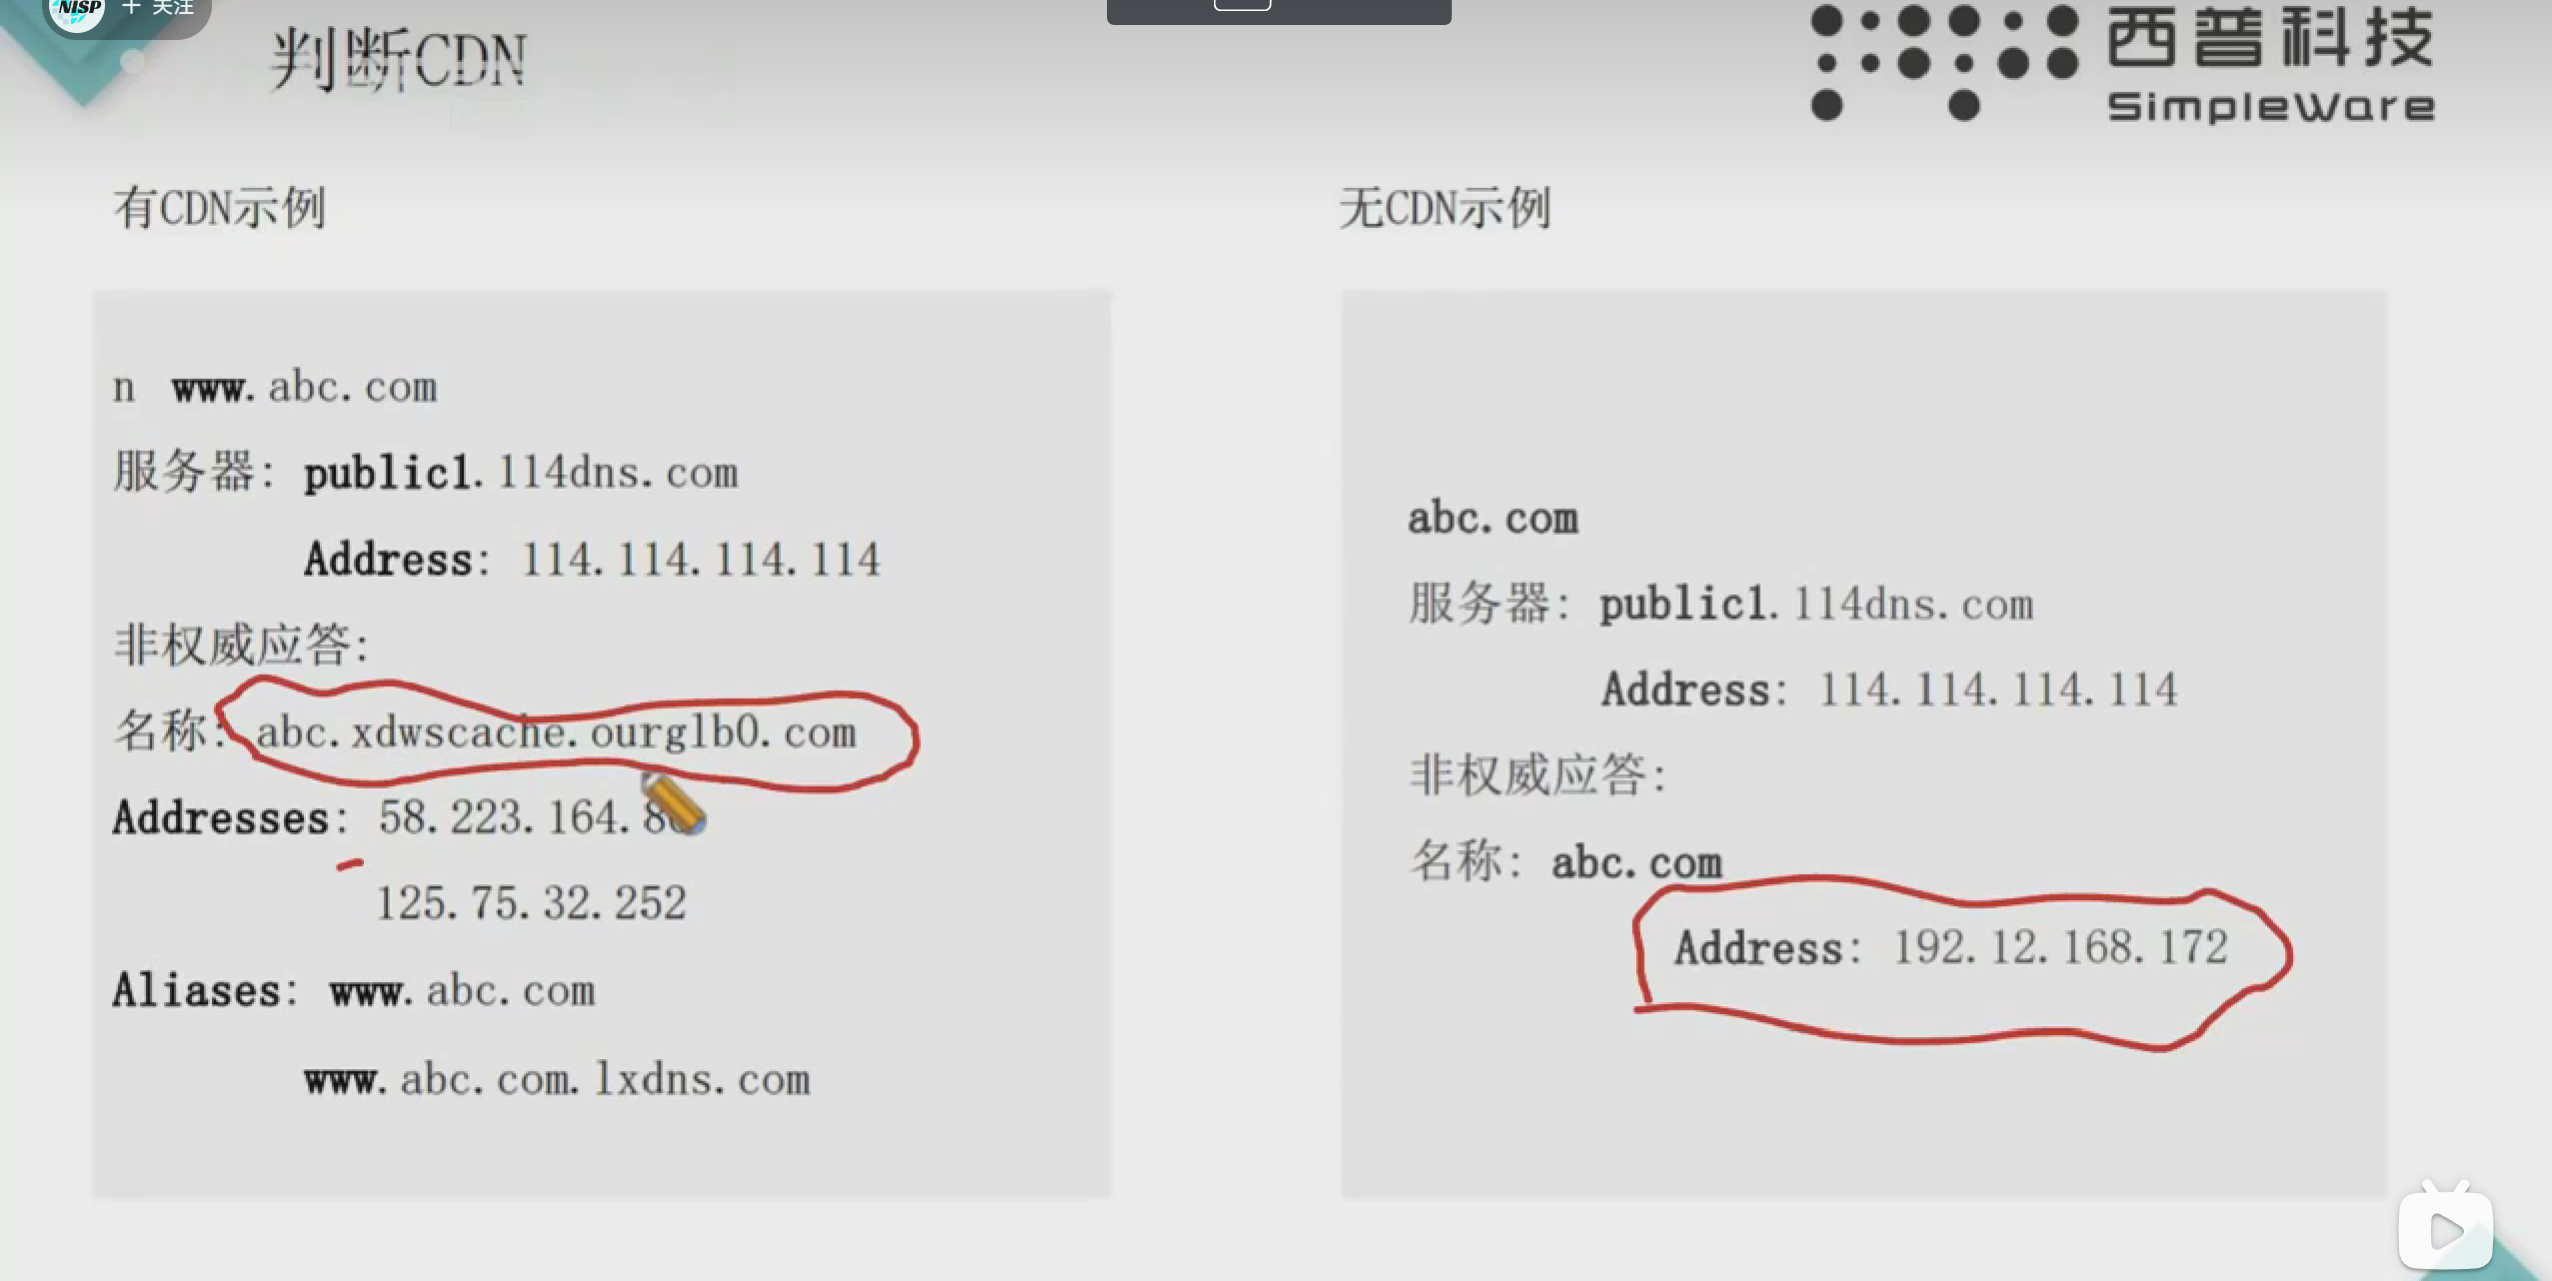 NISP + 关注
判断CDN
西普科技
SimpleWare
有CDN示例
n www.abc.com
服务器: public1.114dns.com
Address: 114.114.114.114
非权威应答:
名称: abc.xdwscache.ourglb0.com
Addresses: 58.223.164.8
125.75.32.252
Aliases: www.abc.com
www.abc.com.lxdns.com
无CDN示例
abc.com
服务器: public1.114dns.com
Address: 114.114.114.114
非权威应答:
名称: abc.com
Address: 192.12.168.172